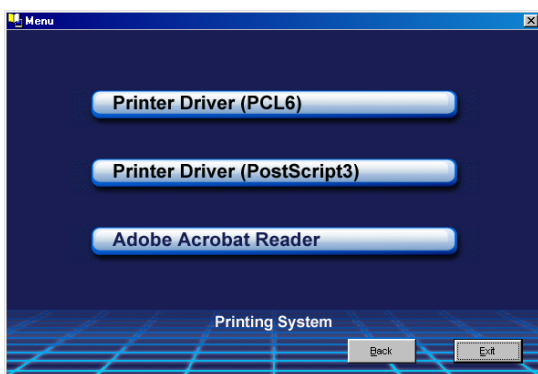 Menu
Printer Driver (PCL6)
Printer Driver (PostScript3)
Adobe Acrobat Reader
Printing System
Back
Exit